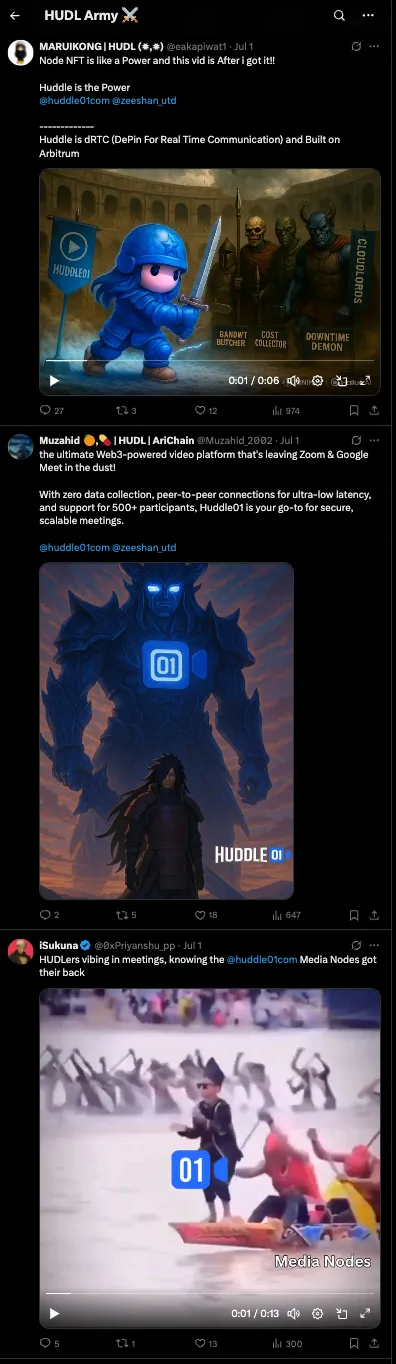 HUDL Army ⚔️
MARUIKONG | HUDL (✷,✷) @eakapiwat1 · Jul 1
Node NFT is like a Power and this vid is After i got it!!
Huddle is the Power
@huddle01com @zeeshan_utd
-------------
Huddle is dRTC (DePin For Real Time Communication) and Built on
Arbitrum
HUDDLE01
CLOUDLORDS
BANDWT
BUTCHER
COST
COLLECTOR
DOWNTIME
DEMON
0:01 / 0:06
27 3 12 974
Muzahid 🍊,💊 | HUDL | AriChain @Muzahid_2002 · Jul 1
the ultimate Web3-powered video platform that's leaving Zoom & Google
Meet in the dust!
With zero data collection, peer-to-peer connections for ultra-low latency,
and support for 500+ participants, Huddle01 is your go-to for secure,
scalable meetings.
@huddle01com @zeeshan_utd
01
HUDDLE 01
2 5 18 647
iSukuna @0xPriyanshu_pp · Jul 1
HUDLers vibing in meetings, knowing the @huddle01com Media Nodes got
their back
01
Media Nodes
0:01 / 0:13
5 1 13 300